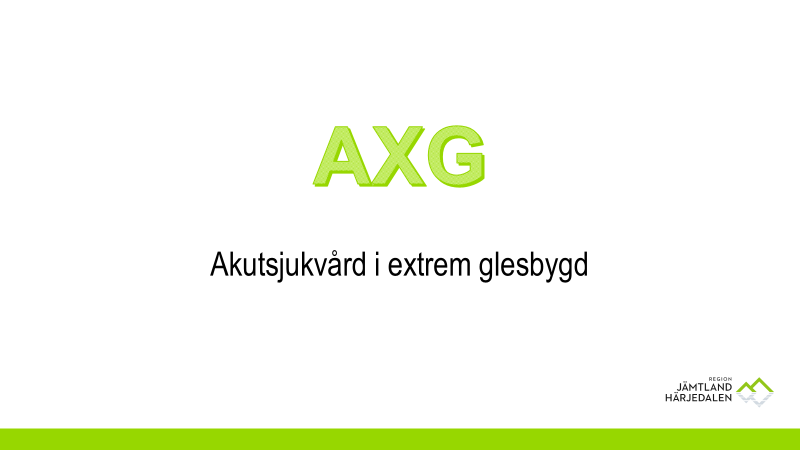 AXG
Akutsjukvård i extrem glesbygd
REGION
JÄMTLAND
HÄRJEDALEN